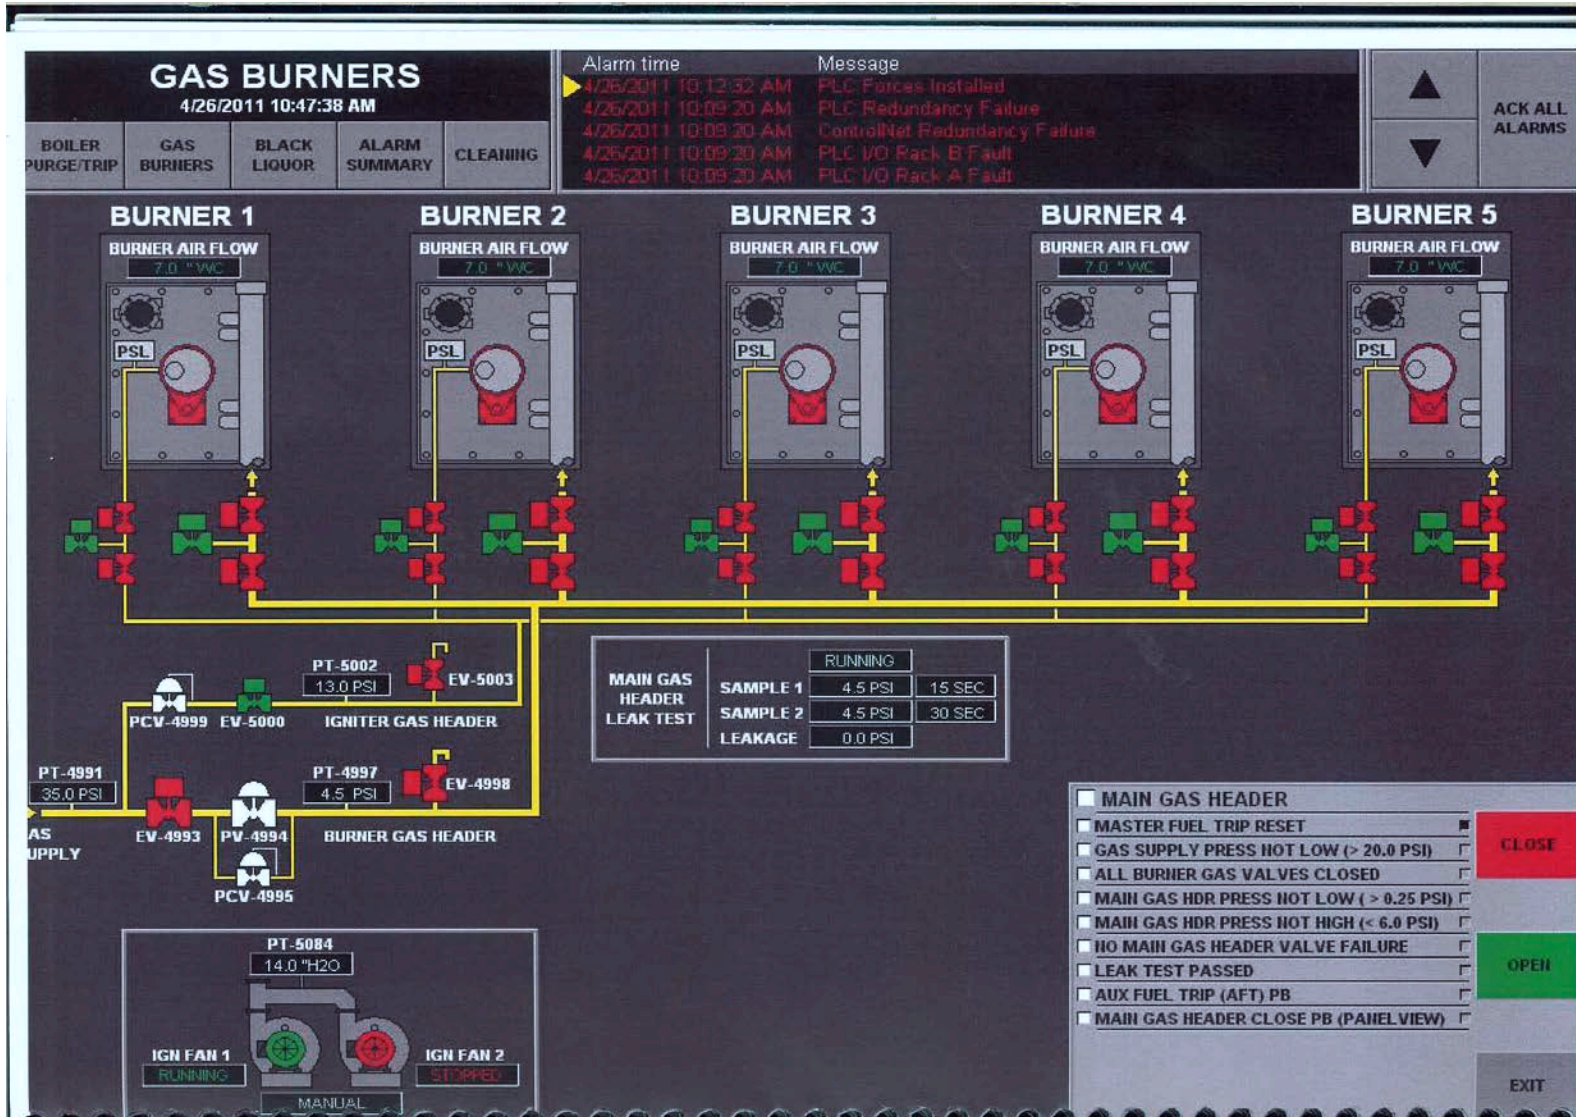 GAS BURNERS
4/26/2011 10:47:38 AM
BOILER PURGE/TRIP
GAS BURNERS
BLACK LIQUOR
ALARM SUMMARY
CLEANING
Alarm time Message
4/26/2011 10:12:32 AM PLC Forces Installed
4/26/2011 10:09:20 AM PLC Redundancy Failure
4/26/2011 10:09:20 AM ControlNet Redundancy Failure
4/26/2011 10:09:20 AM PLC I/O Rack B Fault
4/26/2011 10:09:20 AM PLC I/O Rack A Fault
ACK ALL
ALARMS
BURNER 1
BURNER AIR FLOW
7.0 "WC
PSL
BURNER 2
BURNER AIR FLOW
7.0 "WC
PSL
BURNER 3
BURNER AIR FLOW
7.0 "WC
PSL
BURNER 4
BURNER AIR FLOW
7.0 "WC
PSL
BURNER 5
BURNER AIR FLOW
7.0 "WC
PSL
PT-5002
13.0 PSI
EV-5003
PCV-4999 EV-5000 IGNITER GAS HEADER
PT-4991
35.0 PSI
PT-4997
4.5 PSI
EV-4998
AS
UPPLY
EV-4993 PV-4994 BURNER GAS HEADER
PCV-4995
MAIN GAS
HEADER
LEAK TEST
RUNNING
SAMPLE 1 4.5 PSI 15 SEC
SAMPLE 2 4.5 PSI 30 SEC
LEAKAGE 0.0 PSI
PT-5084
14.0 "H2O
IGN FAN 1
RUNNING
IGN FAN 2
STOPPED
MANUAL
MAIN GAS HEADER
MASTER FUEL TRIP RESET
GAS SUPPLY PRESS NOT LOW (> 20.0 PSI)
ALL BURNER GAS VALVES CLOSED
MAIN GAS HDR PRESS NOT LOW ( > 0.25 PSI)
MAIN GAS HDR PRESS NOT HIGH (< 6.0 PSI)
NO MAIN GAS HEADER VALVE FAILURE
LEAK TEST PASSED
AUX FUEL TRIP (AFT) PB
MAIN GAS HEADER CLOSE PB (PANELVIEW)
CLOSE
OPEN
EXIT